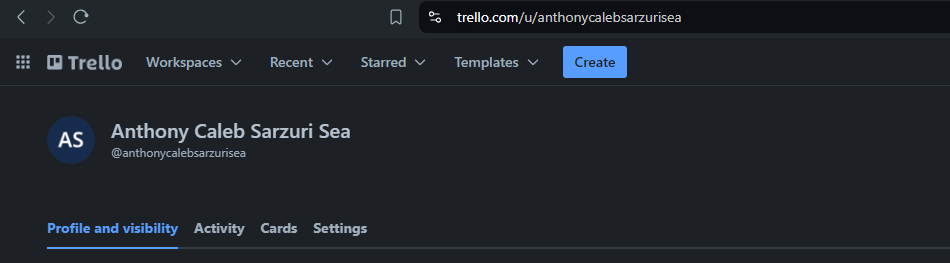 trello.com/u/anthonycalebsarzurisea
Trello Workspaces Recent Starred Templates Create
AS
Anthony Caleb Sarzuri Sea
@anthonycalebsarzurisea
Profile and visibility Activity Cards Settings